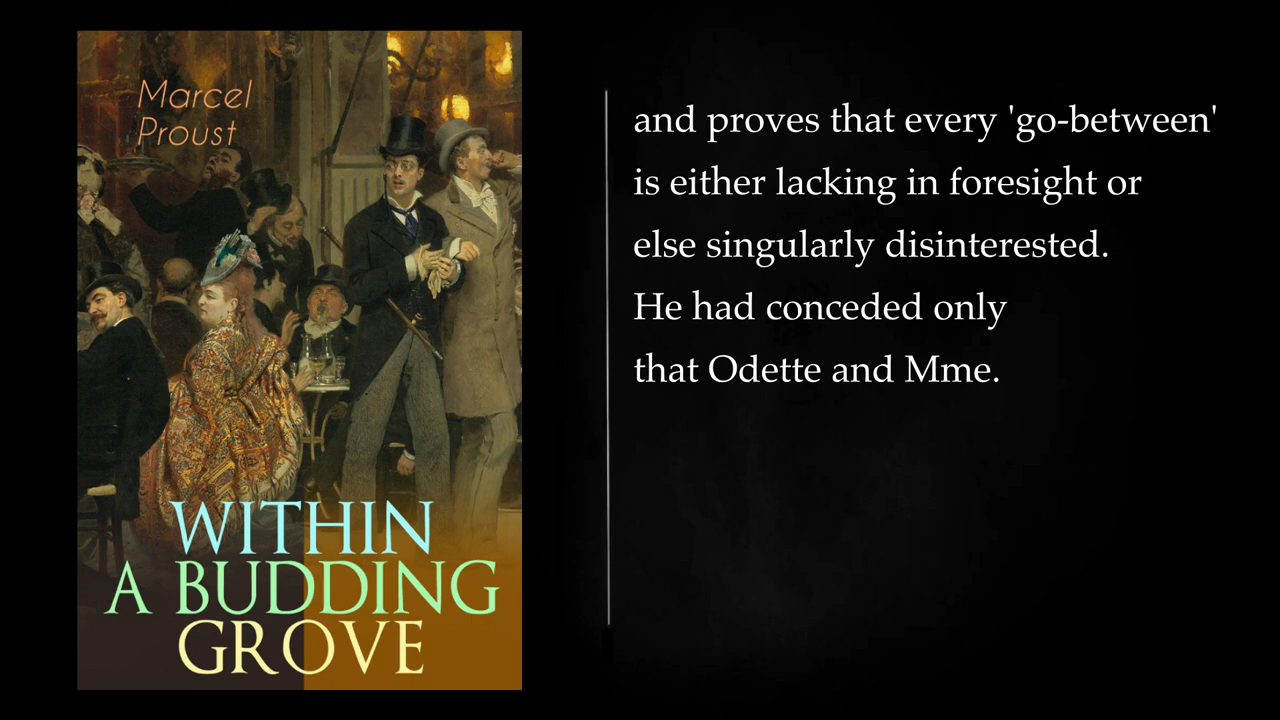 Marcel
Proust
WITHIN
A BUDDING
GROVE
and proves that every 'go-between'
is either lacking in foresight or
else singularly disinterested.
He had conceded only
that Odette and Mme.